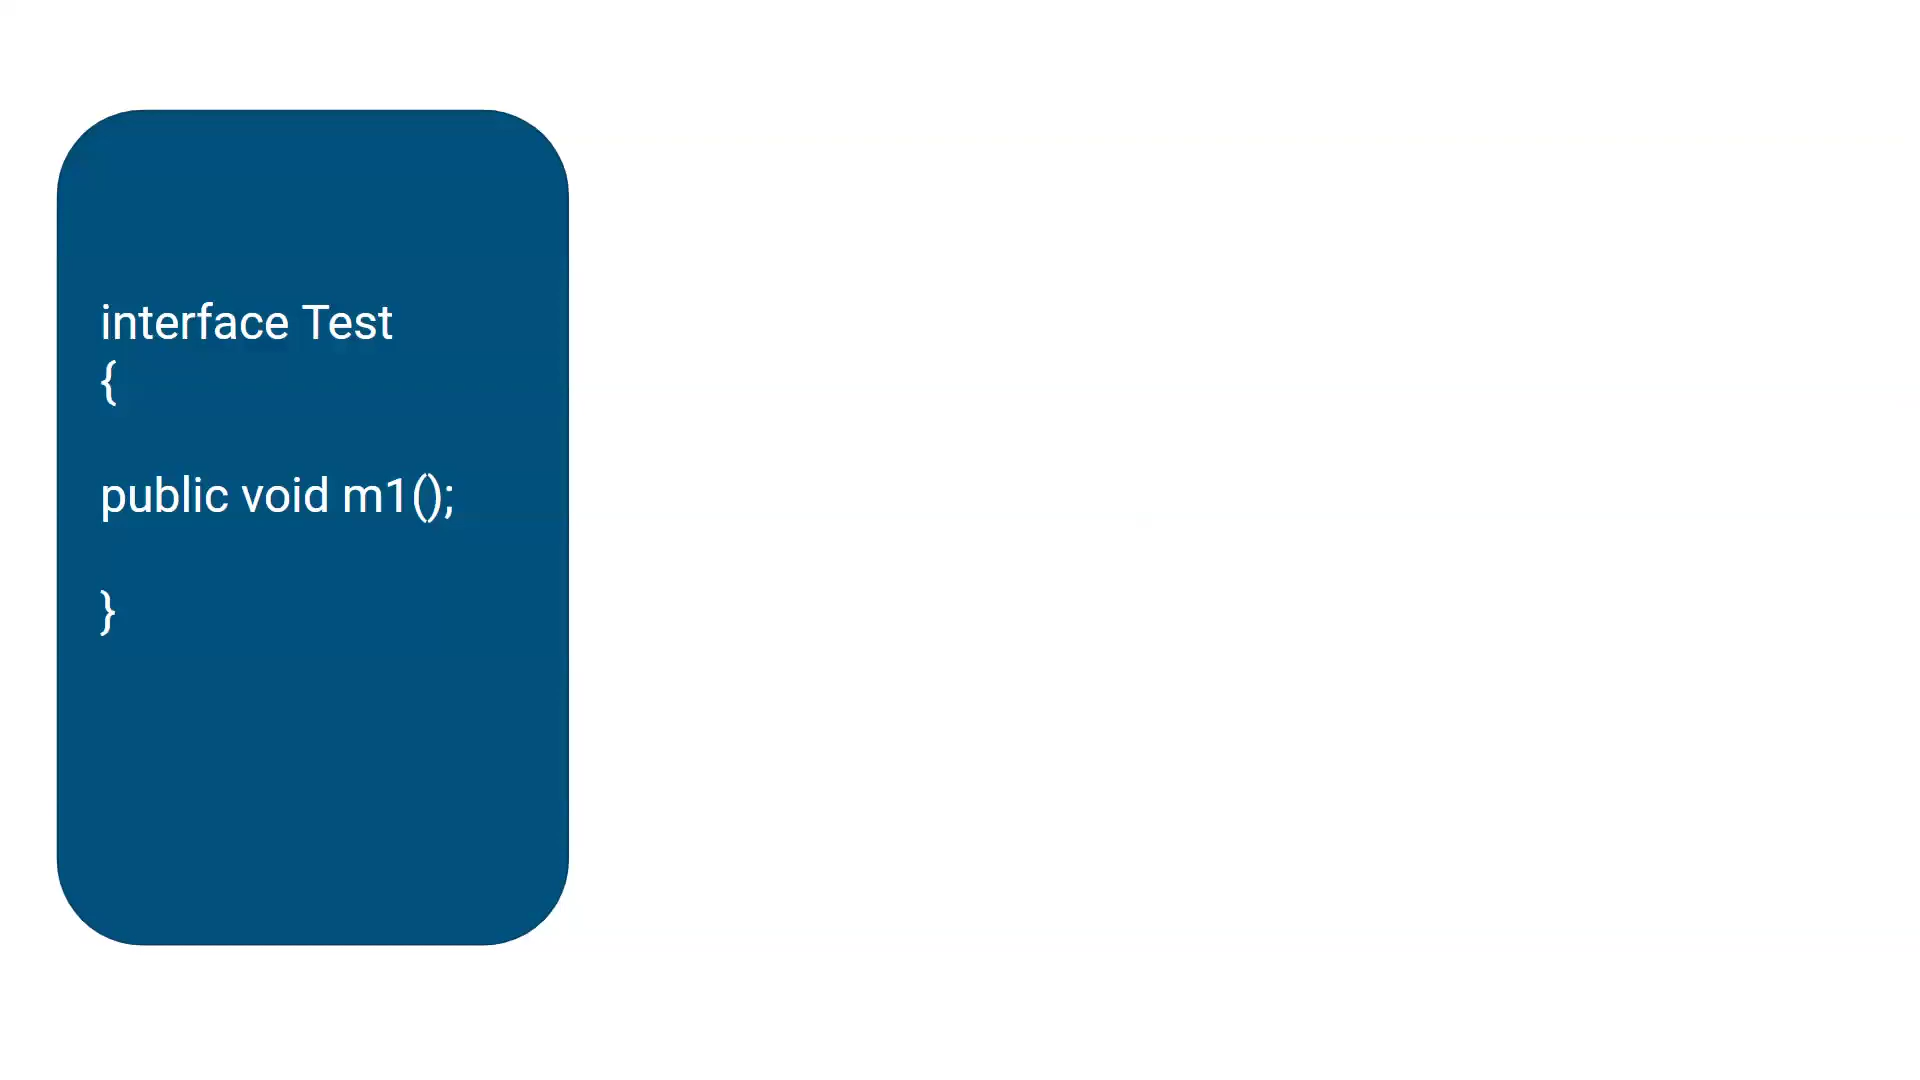 interface Test
{
public void m1();
}